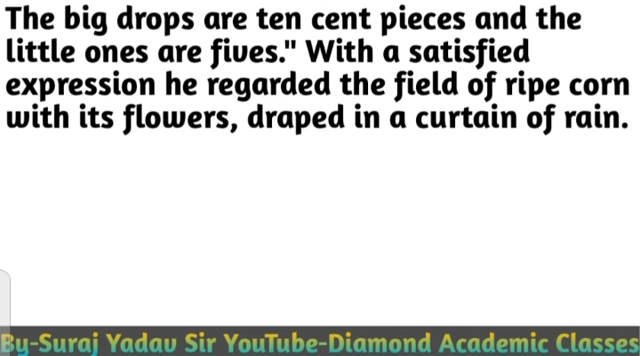 The big drops are ten cent pieces and the
little ones are fives." With a satisfied
expression he regarded the field of ripe corn
with its flowers, draped in a curtain of rain.
By-Suraj Yadav Sir YouTube-Diamond Academic Classes